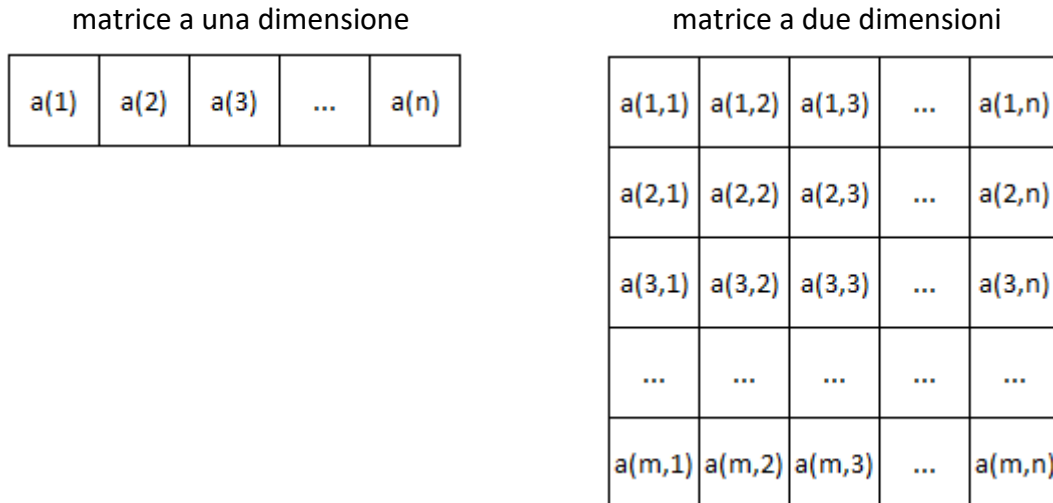 matrice a una dimensione
a(1) a(2) a(3) ... a(n)
matrice a due dimensioni
a(1,1) a(1,2) a(1,3) ... a(1,n)
a(2,1) a(2,2) a(2,3) ... a(2,n)
a(3,1) a(3,2) a(3,3) ... a(3,n)
... ... ... ... ...
a(m,1) a(m,2) a(m,3) ... a(m,n)